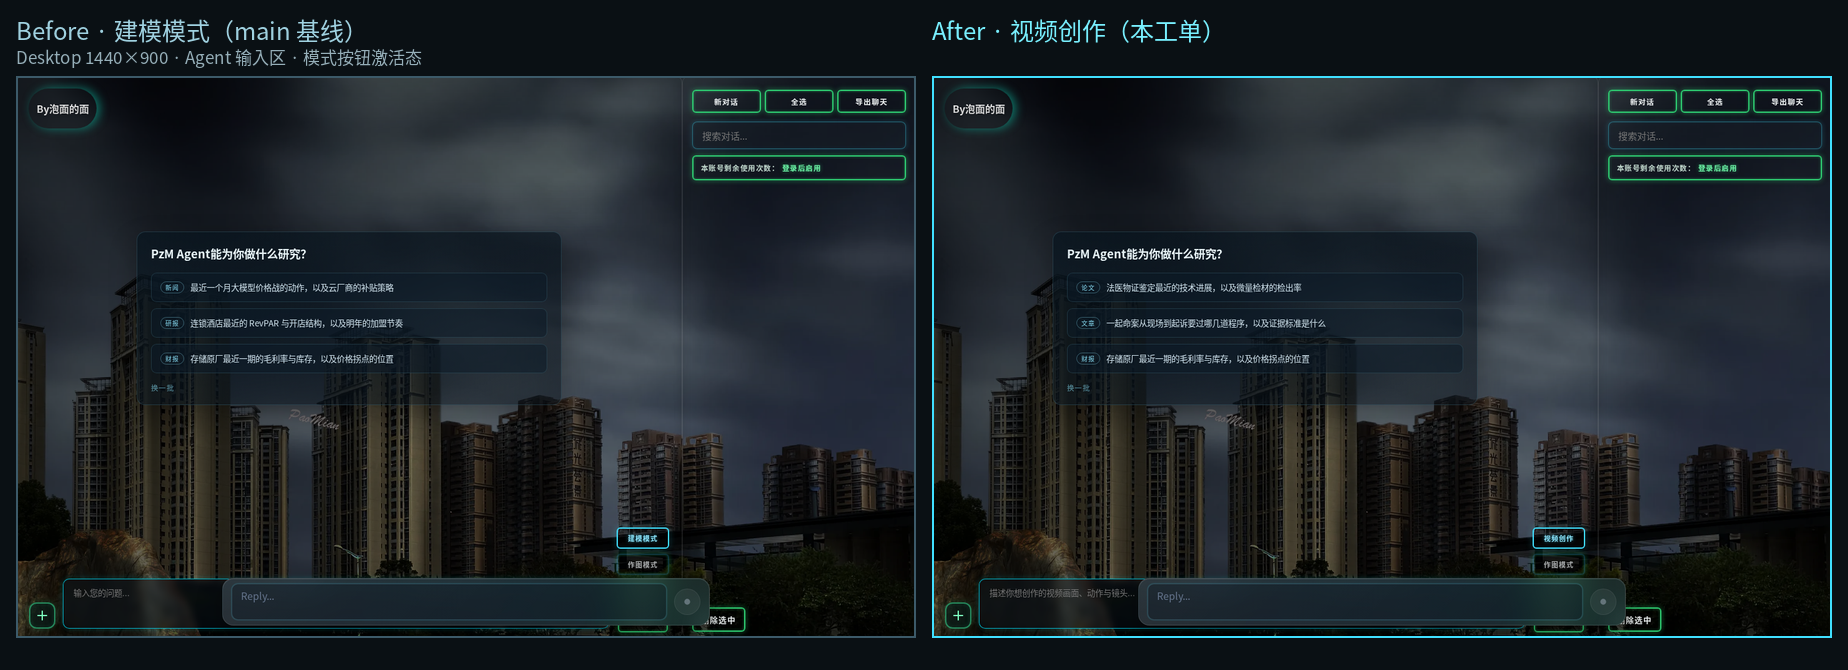 Before · 建模模式（main 基线）
Desktop 1440×900 · Agent 输入区 · 模式按钮激活态
By泡面的面
新对话
全选
导出聊天
搜索对话...
本账号剩余使用次数： 登录后启用
PzM Agent能为你做什么研究?
新闻 最近一个月大模型价格战的动作，以及云厂商的补贴策略
研报 连锁酒店最近的 RevPAR 与开店结构，以及明年的加盟节奏
财报 存储原厂最近一期的毛利率与库存，以及价格拐点的位置
换一批
PaoMian
建模模式
作图模式
输入您的问题...
Reply...
+
除选中
After · 视频创作（本工单）
By泡面的面
新对话
全选
导出聊天
搜索对话...
本账号剩余使用次数： 登录后启用
PzM Agent能为你做什么研究?
论文 法医物证鉴定最近的技术进展，以及微量检材的检出率
文章 一起命案从现场到起诉要过哪几道程序，以及证据标准是什么
财报 存储原厂最近一期的毛利率与库存，以及价格拐点的位置
换一批
PaoMian
视频创作
作图模式
描述你想创作的视频画面、动作与镜头...
Reply...
+
除选中